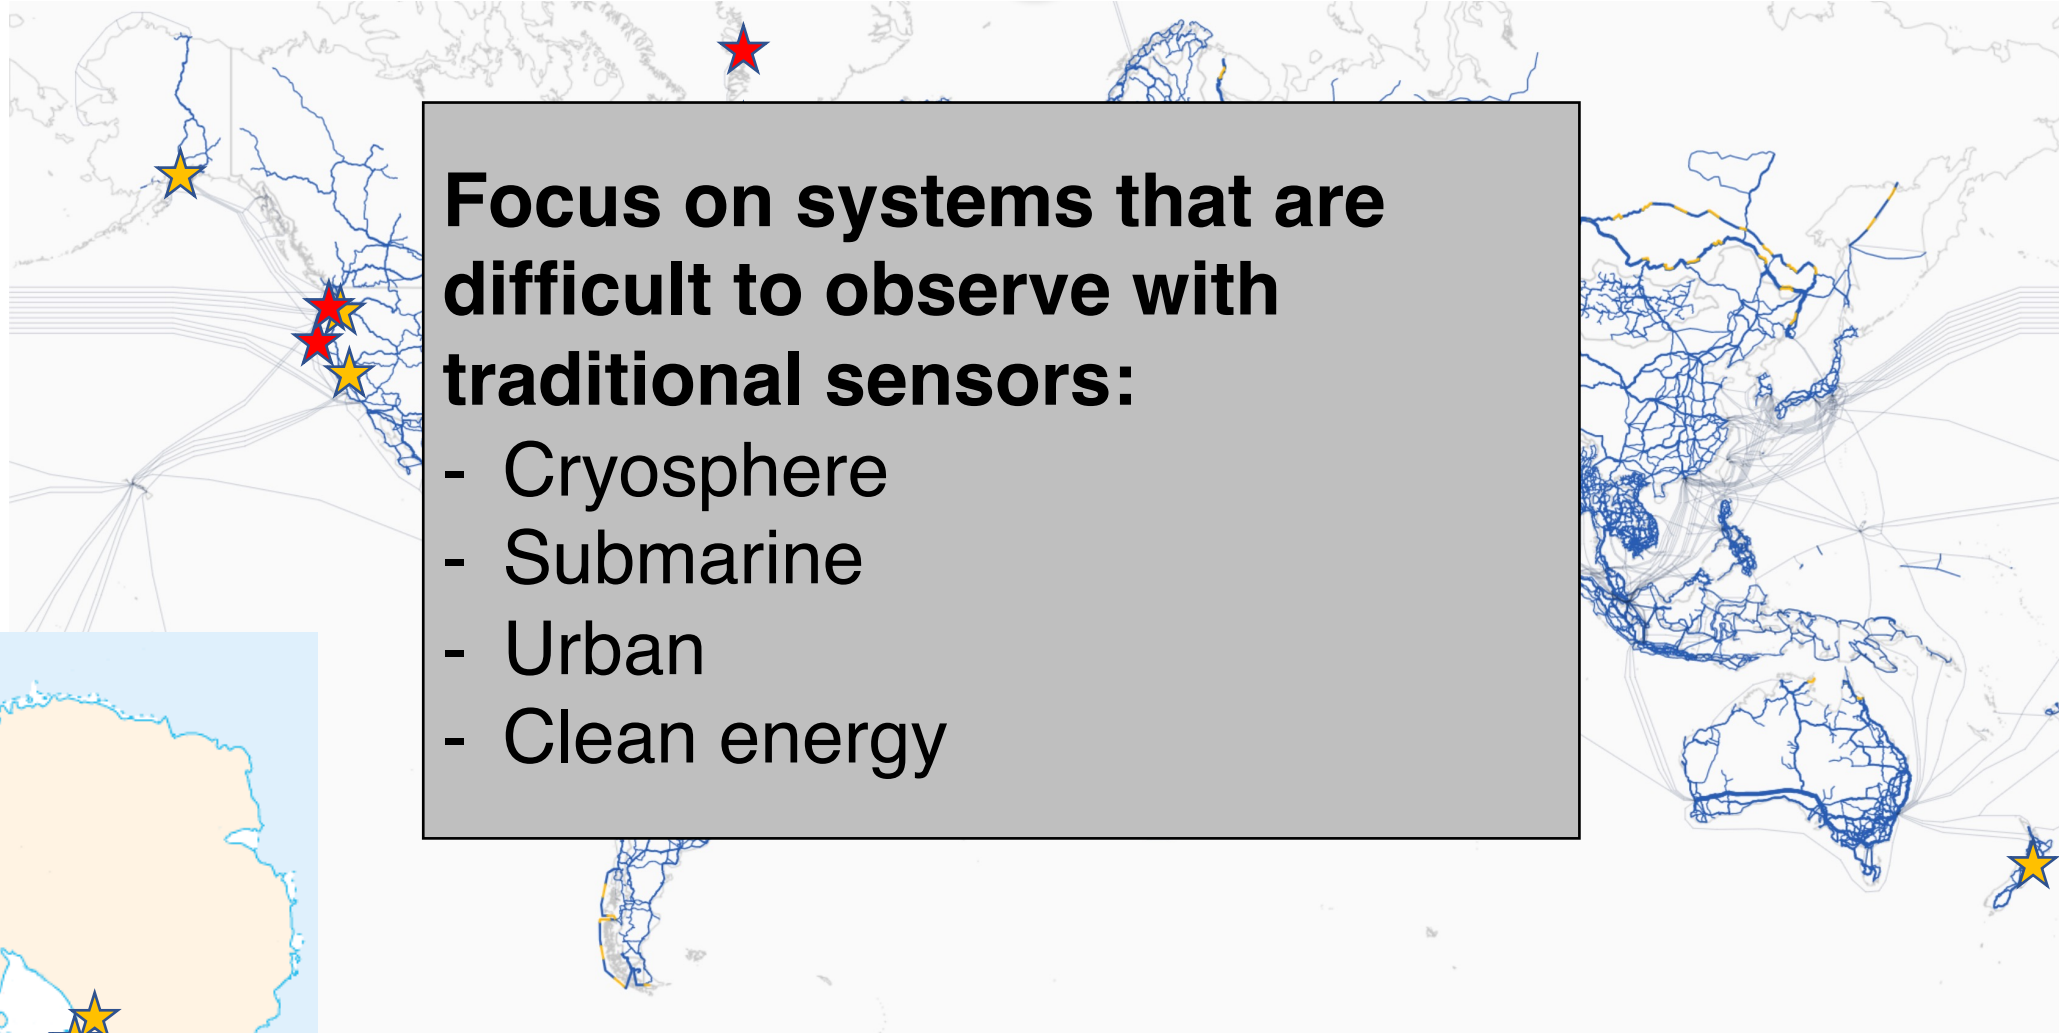 Focus on systems that are
difficult to observe with
traditional sensors:
- Cryosphere
- Submarine
- Urban
- Clean energy